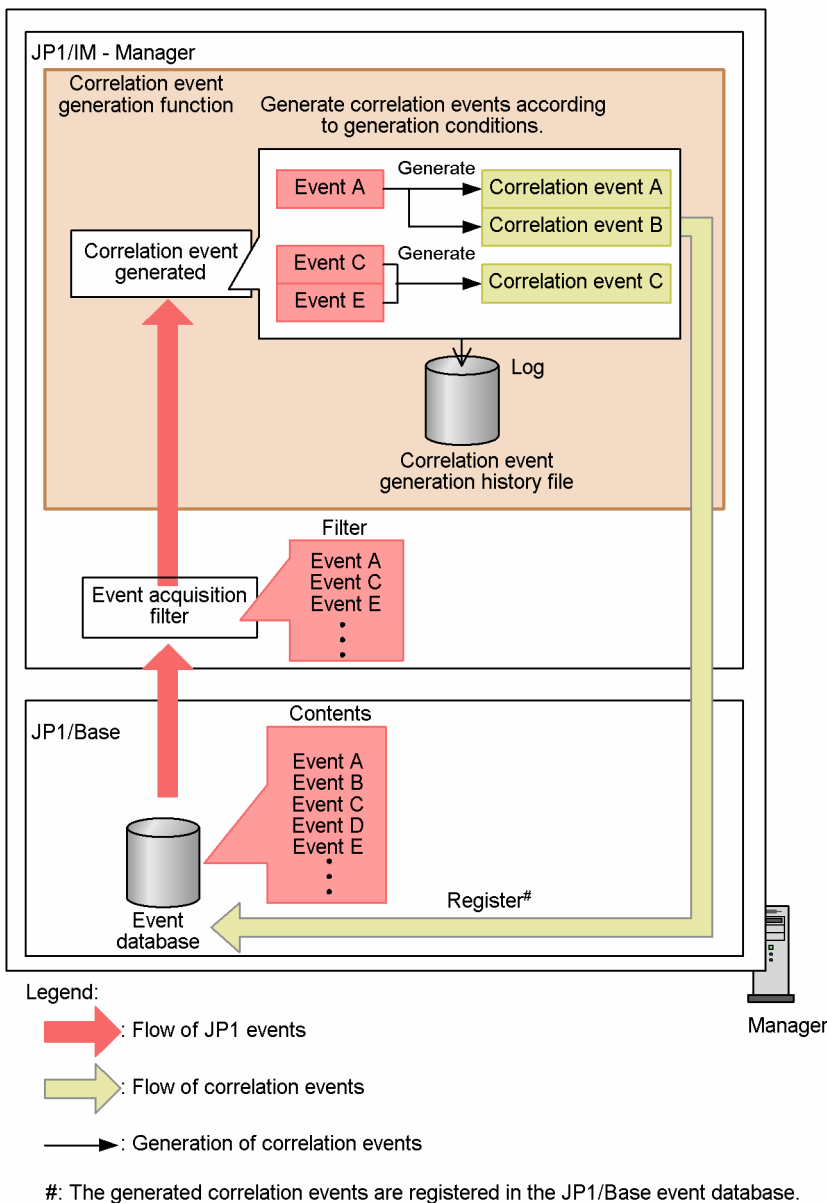 JP1/IM - Manager
Correlation event
generation function
Generate correlation events according
to generation conditions.
Event A
Generate
Correlation event A
Correlation event B
Correlation event
generated
Event C
Event E
Generate
Correlation event C
Log
Correlation event
generation history file
Filter
Event A
Event C
Event E
Event acquisition
filter
JP1/Base
Contents
Event A
Event B
Event C
Event D
Event E
Event
database
Register#
Manager
Legend:
: Flow of JP1 events
: Flow of correlation events
: Generation of correlation events
#: The generated correlation events are registered in the JP1/Base event database.